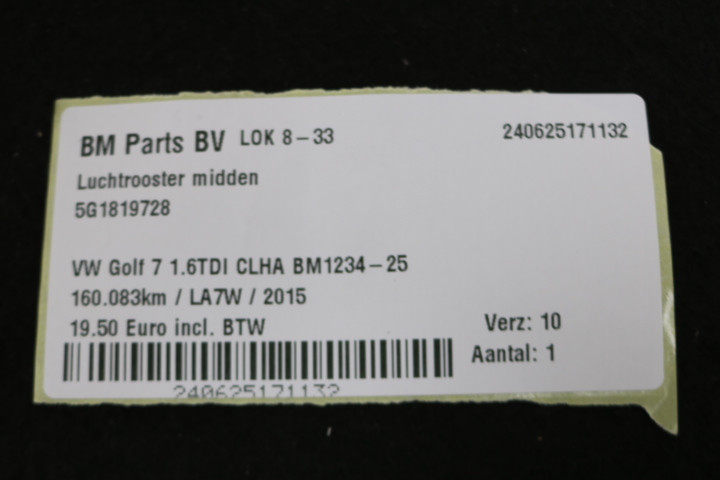 BM Parts BV LOK 8-33 240625171132
Luchtrooster midden
5G1819728
VW Golf 7 1.6TDI CLHA BM1234-25
160.083km / LA7W / 2015
19.50 Euro incl. BTW
Verz: 10
Aantal: 1
240625171132